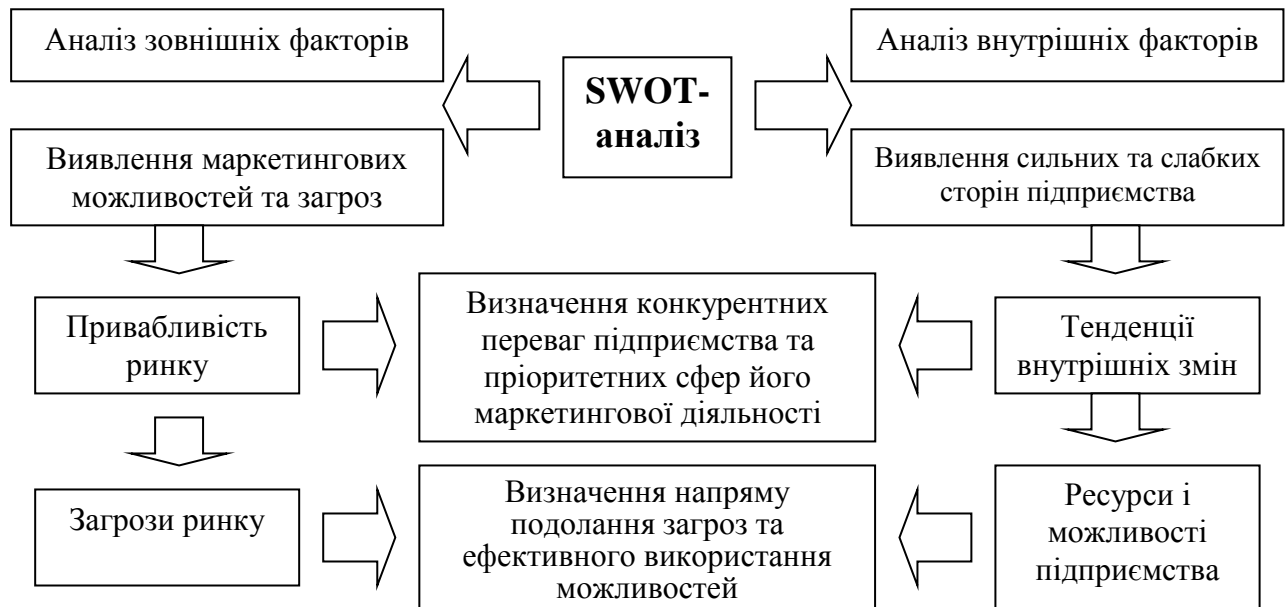 Аналіз зовнішніх факторів
SWOT-
аналіз
Аналіз внутрішніх факторів
Виявлення маркетингових
можливостей та загроз
Виявлення сильних та слабких
сторін підприємства
Привабливість
ринку
Визначення конкурентних
переваг підприємства та
пріоритетних сфер його
маркетингової діяльності
Тенденції
внутрішніх змін
Загрози ринку
Визначення напряму
подолання загроз та
ефективного використання
можливостей
Ресурси і
можливості
підприємства